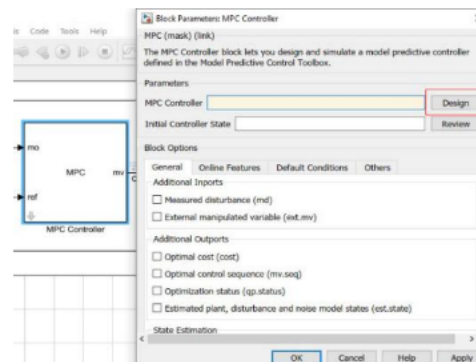 Code Tools Help
mo
ref
MPC
mv
MPC Controller
Block Parameters: MPC Controller
MPC (mask) (link)
The MPC Controller block lets you design and simulate a model predictive controller
defined in the Model Predictive Control Toolbox.
Parameters
MPC Controller Design
Initial Controller State Review
Block Options
General Online Features Default Conditions Others
Additional Inports
Measured disturbance (md)
External manipulated variable (ext.mv)
Additional Outports
Optimal cost (cost)
Optimal control sequence (mv.seq)
Optimization status (qp.status)
Estimated plant, disturbance and noise model states (est.state)
State Estimation
OK Cancel Help Apply